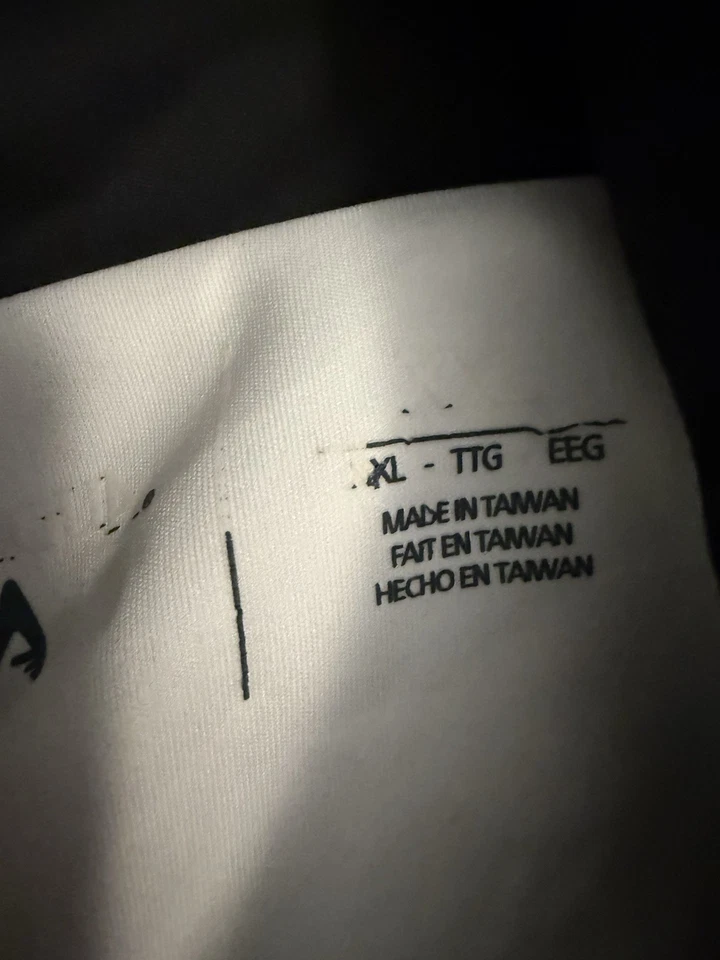 XL - TTG EEG
MADE IN TAIWAN
FAIT EN TAIWAN
HECHO EN TAIWAN